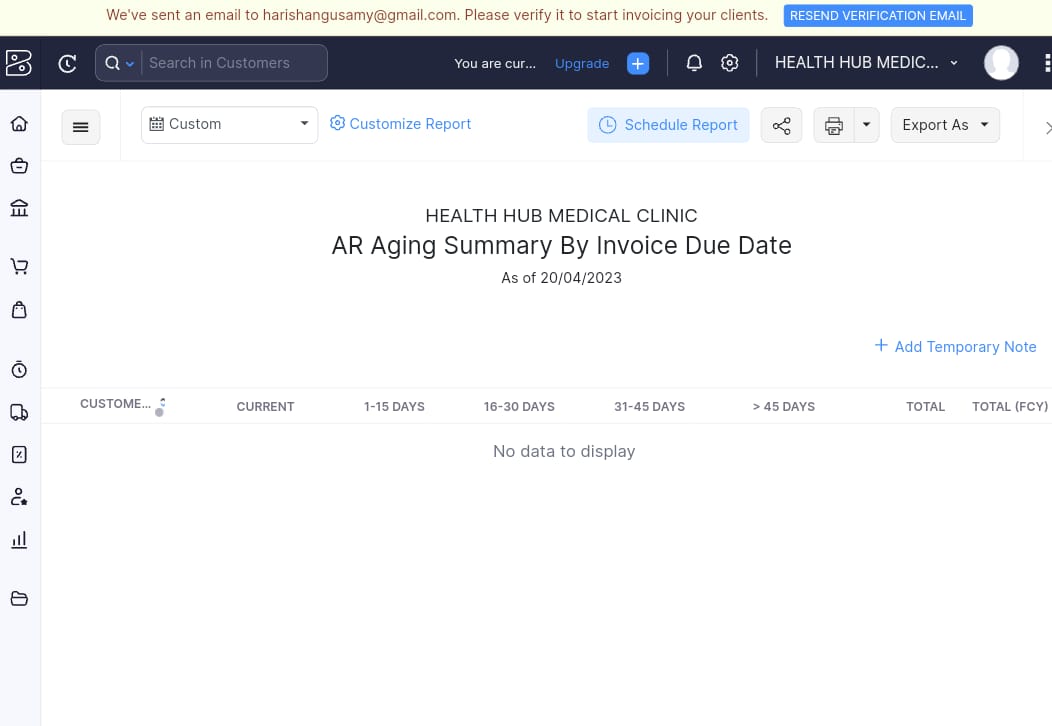 We've sent an email to harishangusamy@gmail.com. Please verify it to start invoicing your clients. RESEND VERIFICATION EMAIL
Search in Customers You are cur... Upgrade HEALTH HUB MEDIC...
Custom Customize Report Schedule Report Export As
HEALTH HUB MEDICAL CLINIC
AR Aging Summary By Invoice Due Date
As of 20/04/2023
Add Temporary Note
CUSTOME... CURRENT 1-15 DAYS 16-30 DAYS 31-45 DAYS > 45 DAYS TOTAL TOTAL (FCY)
No data to display